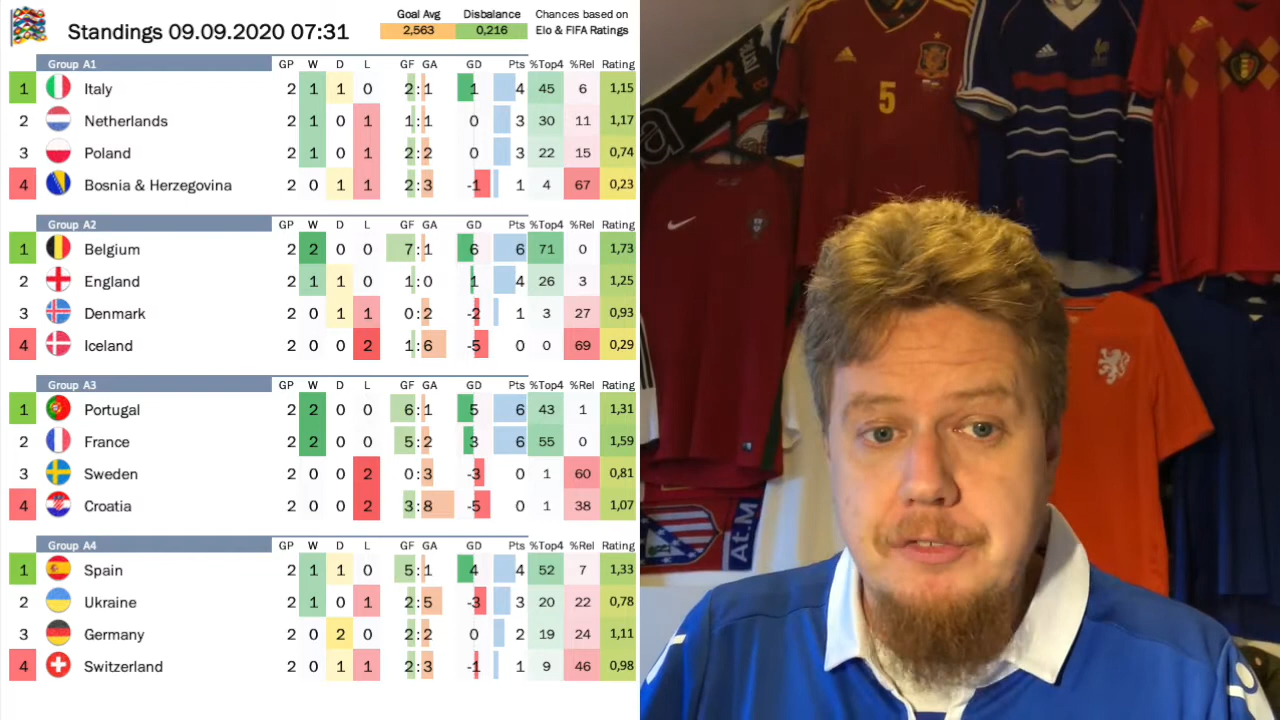 Standings 09.09.2020 07:31
Goal Avg Disbalance Chances based on
2,563 0,216 Elo & FIFA Ratings
Group A1 GP W D L GF GA GD Pts %Top4 %Rel Rating
1 Italy 2 1 1 0 2:1 1 4 45 6 1,15
2 Netherlands 2 1 0 1 1:1 0 3 30 11 1,17
3 Poland 2 1 0 1 2:2 0 3 22 15 0,74
4 Bosnia & Herzegovina 2 0 1 1 2:3 -1 1 4 67 0,23
Group A2 GP W D L GF GA GD Pts %Top4 %Rel Rating
1 Belgium 2 2 0 0 7:1 6 6 71 0 1,73
2 England 2 1 1 0 1:0 1 4 26 3 1,25
3 Denmark 2 0 1 1 0:2 -2 1 3 27 0,93
4 Iceland 2 0 0 2 1:6 -5 0 0 69 0,29
Group A3 GP W D L GF GA GD Pts %Top4 %Rel Rating
1 Portugal 2 2 0 0 6:1 5 6 43 1 1,31
2 France 2 2 0 0 5:2 3 6 55 0 1,59
3 Sweden 2 0 0 2 0:3 -3 0 1 60 0,81
4 Croatia 2 0 0 2 3:8 -5 0 1 38 1,07
Group A4 GP W D L GF GA GD Pts %Top4 %Rel Rating
1 Spain 2 1 1 0 5:1 4 4 52 7 1,33
2 Ukraine 2 1 0 1 2:5 -3 3 20 22 0,78
3 Germany 2 0 2 0 2:2 0 2 19 24 1,11
4 Switzerland 2 0 1 1 2:3 -1 1 9 46 0,98
5
At.M